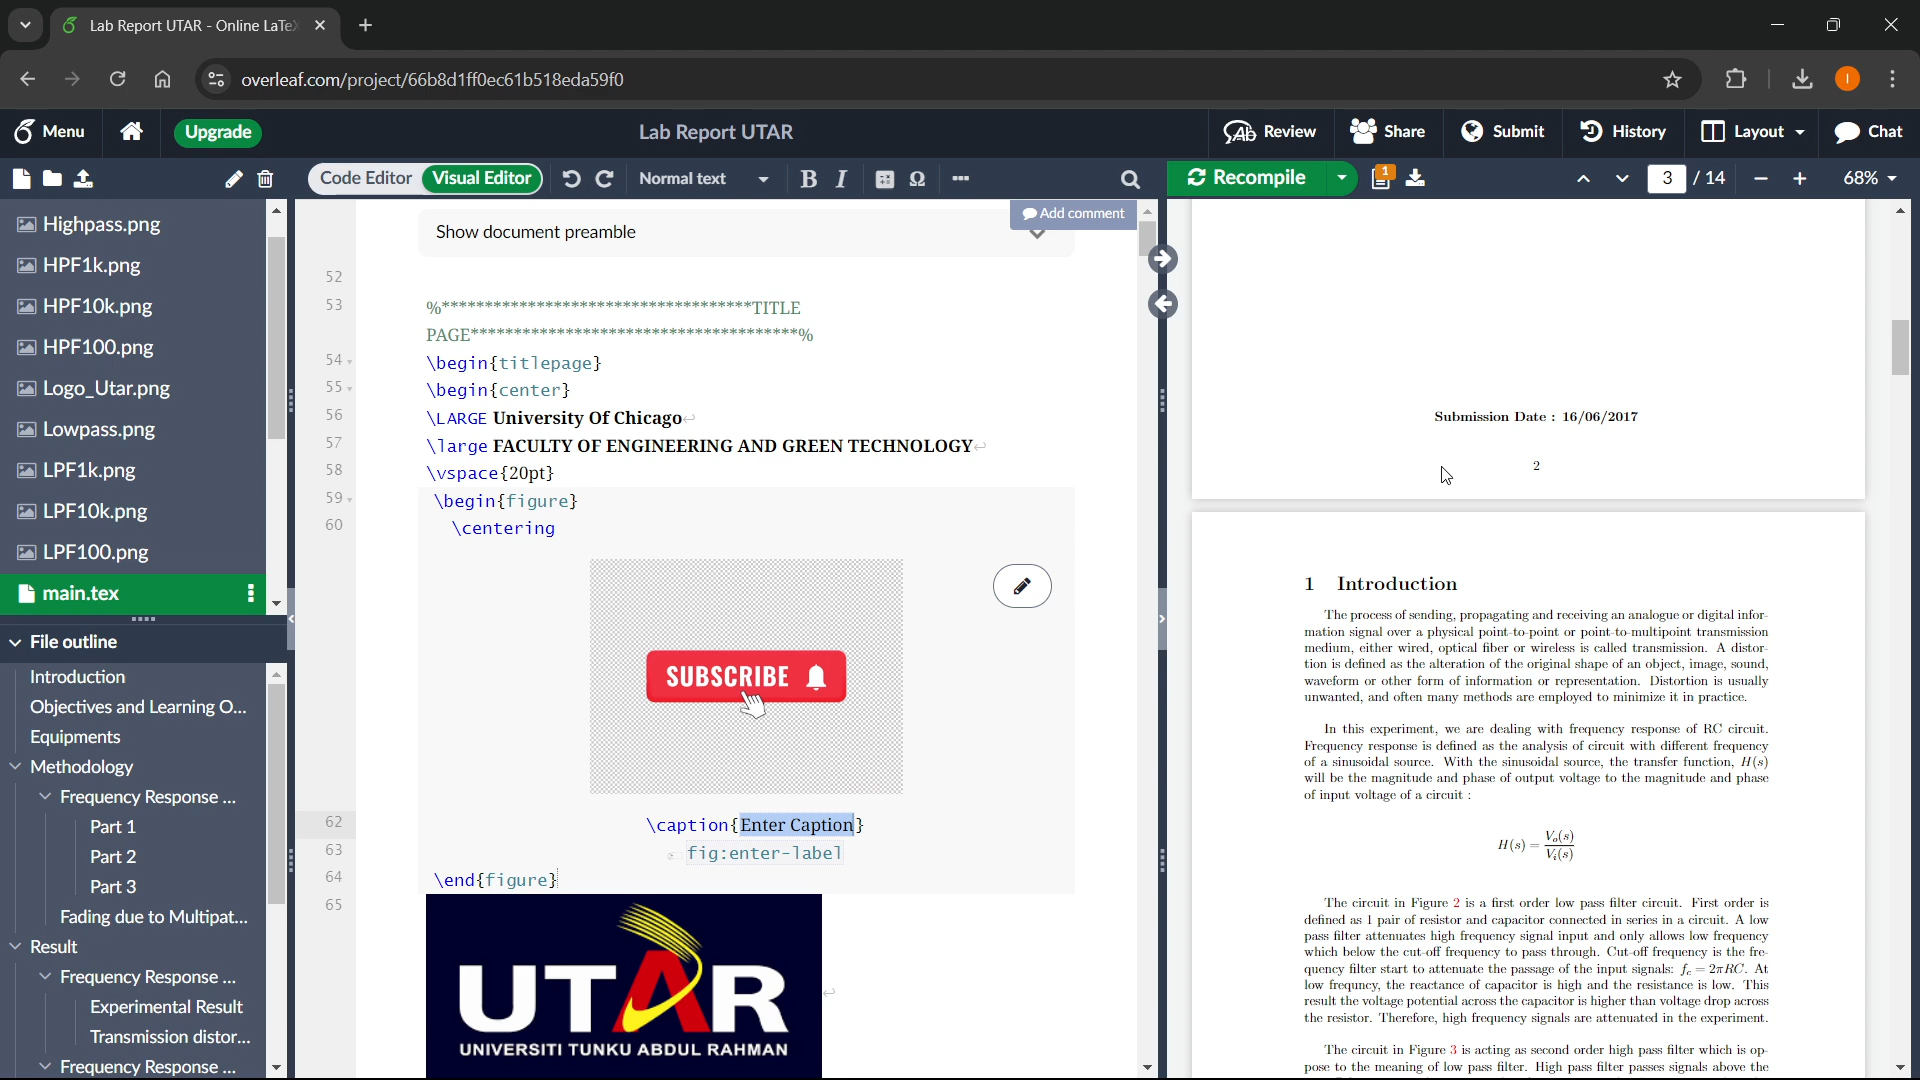 Lab Report UTAR - Online LaTeX
overleaf.com/project/66b8d1ff0ec61b518eda59f0
Menu
Upgrade
Lab Report UTAR
Review
Share
Submit
History
Layout
Chat
Code Editor
Visual Editor
Normal text
B
I
Ω
Recompile
1
3 / 14
68%
Highpass.png
HPF1k.png
HPF10k.png
HPF100.png
Logo_Utar.png
Lowpass.png
LPF1k.png
LPF10k.png
LPF100.png
main.tex
File outline
Introduction
Objectives and Learning O...
Equipments
Methodology
Frequency Response ...
Part 1
Part 2
Part 3
Fading due to Multipat...
Result
Frequency Response ...
Experimental Result
Transmission distor...
Frequency Response ...
Add comment
Show document preamble
52
53 %***********************************TITLE
PAGE**********************************%
54 \begin{titlepage}
55 \begin{center}
56 \LARGE University Of Chicago
57 \large FACULTY OF ENGINEERING AND GREEN TECHNOLOGY
58 \vspace{20pt}
59 \begin{figure}
60 \centering
SUBSCRIBE
62 \caption{Enter Caption}
63 fig:enter-label
64 \end{figure}
65
UTAR
UNIVERSITI TUNKU ABDUL RAHMAN
Submission Date : 16/06/2017
2
1 Introduction
The process of sending, propagating and receiving an analogue or digital infor-
mation signal over a physical point-to-point or point-to-multipoint transmission
medium, either wired, optical fiber or wireless is called transmission. A distor-
tion is defined as the alteration of the original shape of an object, image, sound,
waveform or other form of information or representation. Distortion is usually
unwanted, and often many methods are employed to minimize it in practice.
In this experiment, we are dealing with frequency response of RC circuit.
Frequency response is defined as the analysis of circuit with different frequency
of a sinusoidal source. With the sinusoidal source, the transfer function, H(s)
will be the magnitude and phase of output voltage to the magnitude and phase
of input voltage of a circuit :
H(s) = Vo(s)
Vi(s)
The circuit in Figure 2 is a first order low pass filter circuit. First order is
defined as 1 pair of resistor and capacitor connected in series in a circuit. A low
pass filter attenuates high frequency signal input and only allows low frequency
which below the cut-off frequency to pass through. Cut-off frequency is the fre-
quency filter start to attenuate the passage of the input signals: fc = 2πRC. At
low frequncy, the reactance of capacitor is high and the resistance is low. This
result the voltage potential across the capacitor is higher than voltage drop across
the resistor. Therefore, high frequency signals are attenuated in the experiment.
The circuit in Figure 3 is acting as second order high pass filter which is op-
pose to the meaning of low pass filter. High pass filter passes signals above the